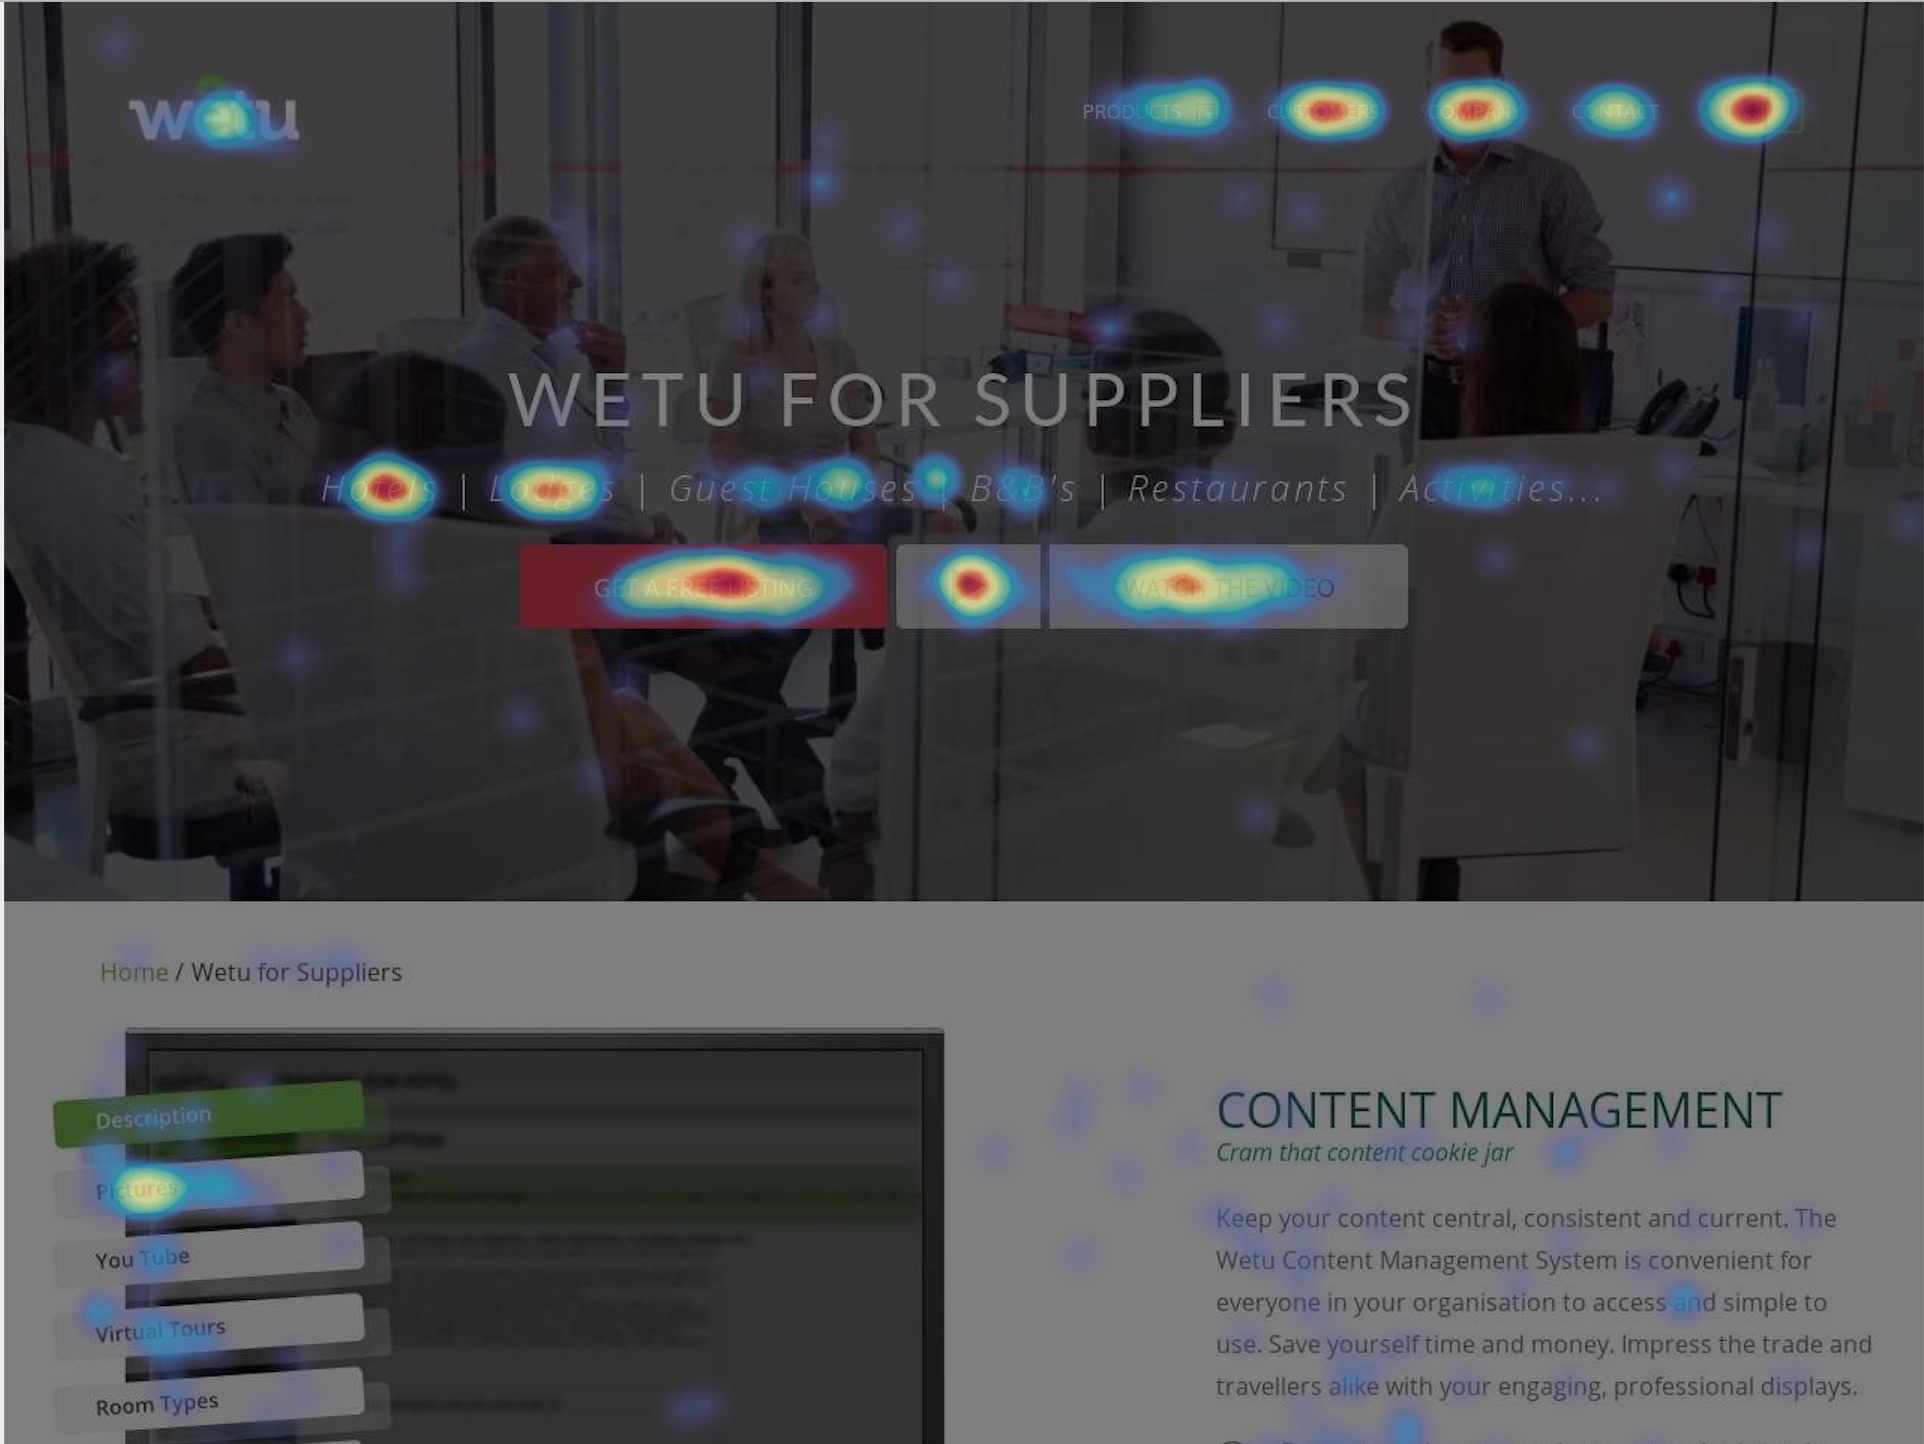 wetu
PRODUCTS CUSTOMERS COMPANY CONTACT
WETU FOR SUPPLIERS
Hotels | Lodges | Guest Houses | B&B's | Restaurants | Activities...
GET A FREE LISTING WATCH THE VIDEO
Home / Wetu for Suppliers
Description
Pictures
You Tube
Virtual Tours
Room Types
CONTENT MANAGEMENT
Cram that content cookie jar
Keep your content central, consistent and current. The
Wetu Content Management System is convenient for
everyone in your organisation to access and simple to
use. Save yourself time and money. Impress the trade and
travellers alike with your engaging, professional displays.